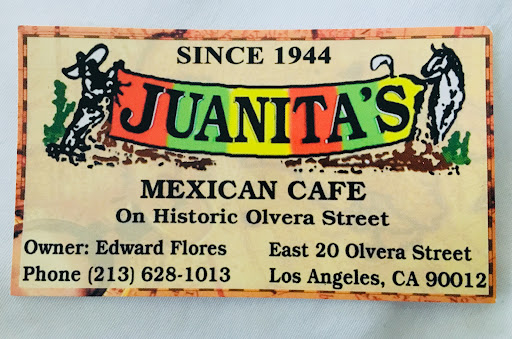 SINCE 1944
JUANITA'S
MEXICAN CAFE
On Historic Olvera Street
Owner: Edward Flores
Phone (213) 628-1013
East 20 Olvera Street
Los Angeles, CA 90012